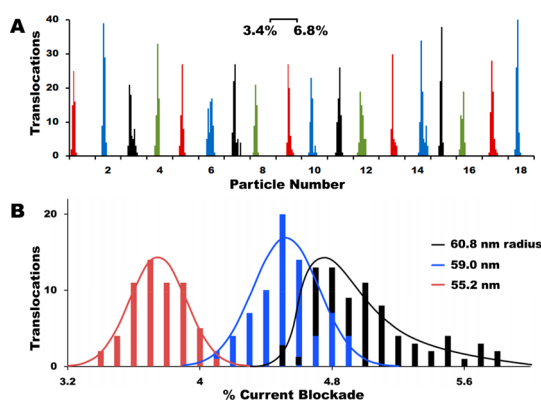 A
Translocations
40
30
20
10
0
3.4% 6.8%
2 4 6 8 10 12 14 16 18
Particle Number
B
Translocations
20
10
0
60.8 nm radius
59.0 nm
55.2 nm
3.2 4 4.8 5.6
% Current Blockade